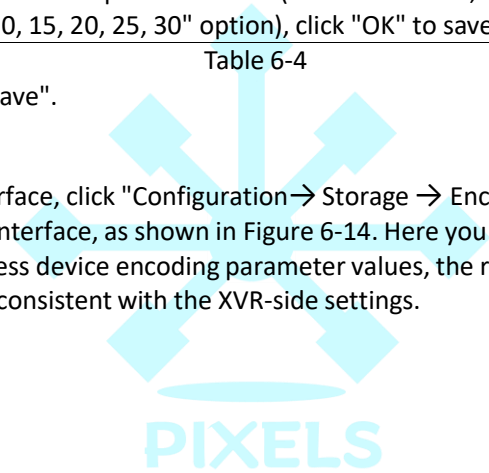 0, 15, 20, 25, 30" option), click "OK" to save
Table 6-4
ave".
rface, click "Configuration→ Storage → Enc
nterface, as shown in Figure 6-14. Here you
ess device encoding parameter values, the r
consistent with the XVR-side settings.
PIXELS